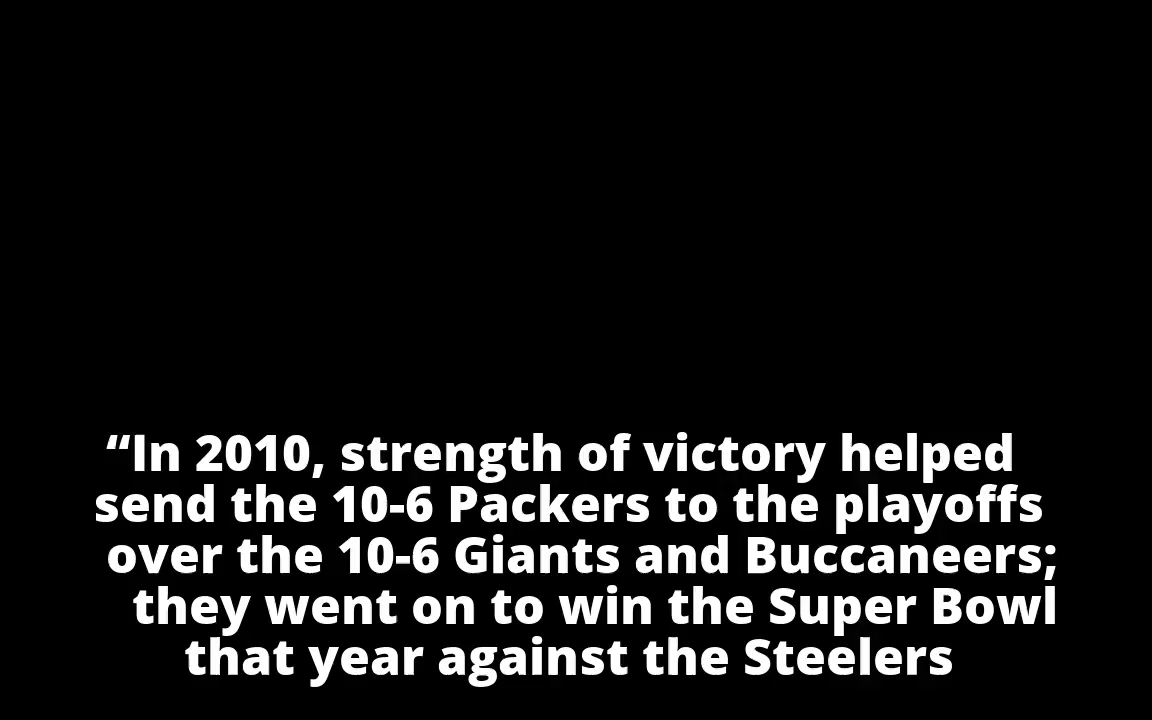 “In 2010, strength of victory helped
send the 10-6 Packers to the playoffs
over the 10-6 Giants and Buccaneers;
they went on to win the Super Bowl
that year against the Steelers